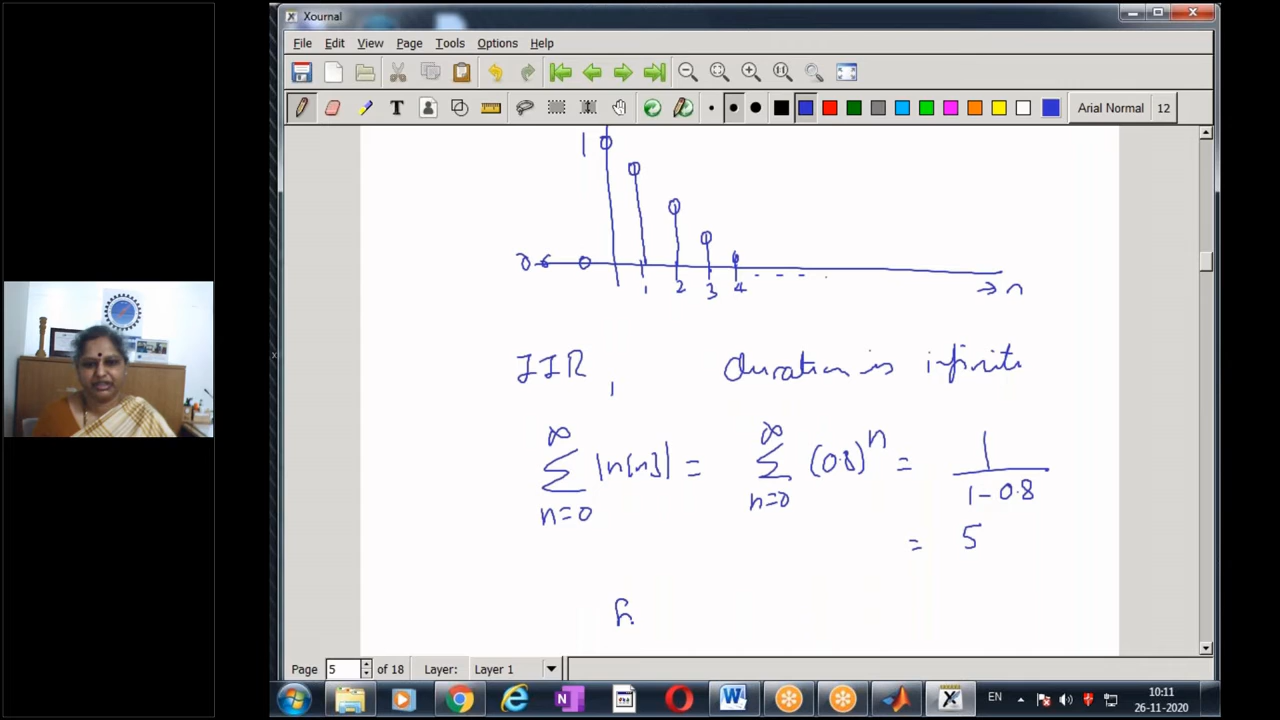 Xournal
File Edit View Page Tools Options Help
Arial Normal 12
1
0 1 2 3 4 - - - - → n
IIR, duration is infinite
∞ ∞
∑ |h[n]| = ∑ (0.8)^n = 1 / (1 - 0.8)
n=0 n=0
= 5
h.
Page 5 of 18 Layer: Layer 1
EN 10:11
26-11-2020